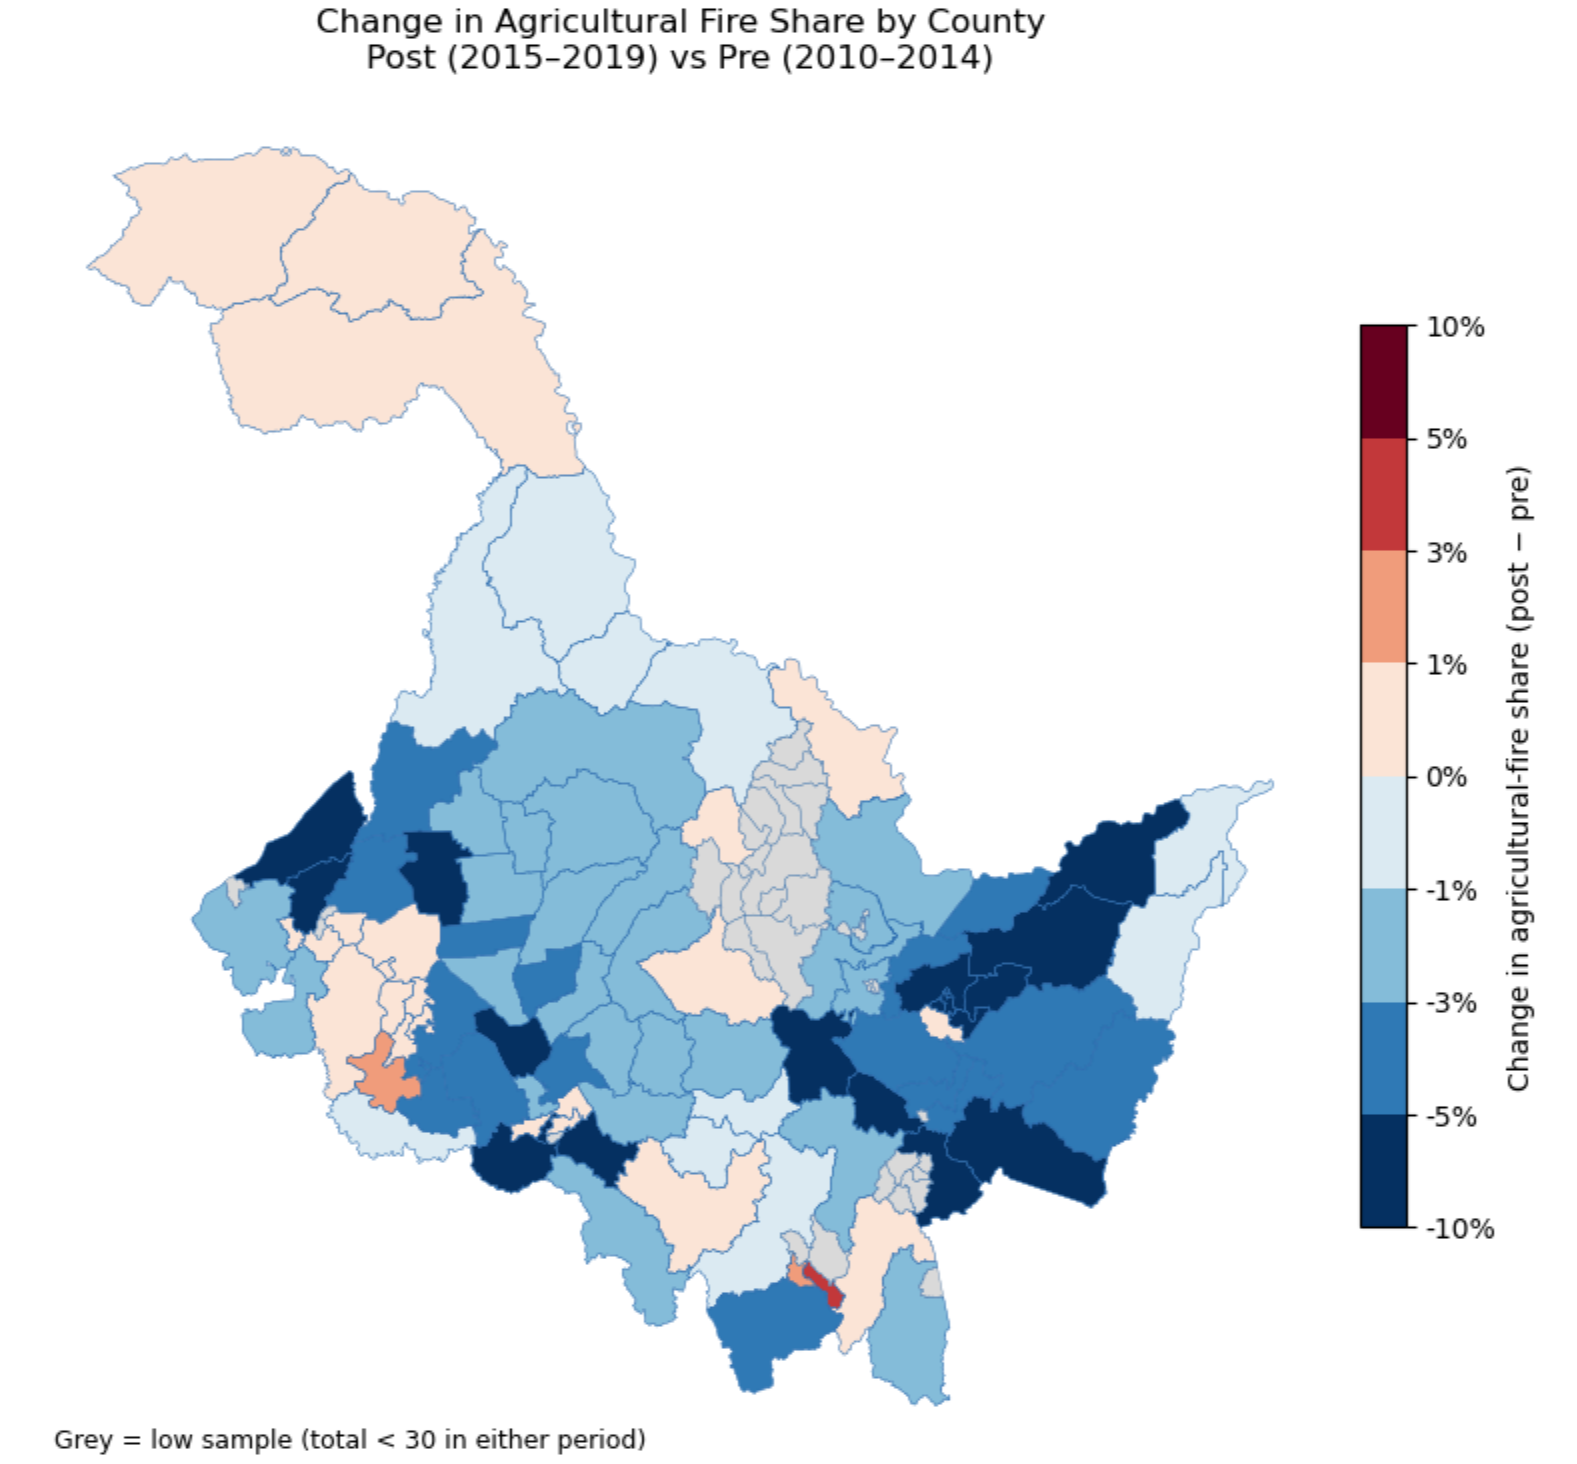 Change in Agricultural Fire Share by County
Post (2015–2019) vs Pre (2010–2014)
10%
5%
3%
1%
0%
-1%
-3%
-5%
-10%
Change in agricultural-fire share (post − pre)
Grey = low sample (total < 30 in either period)